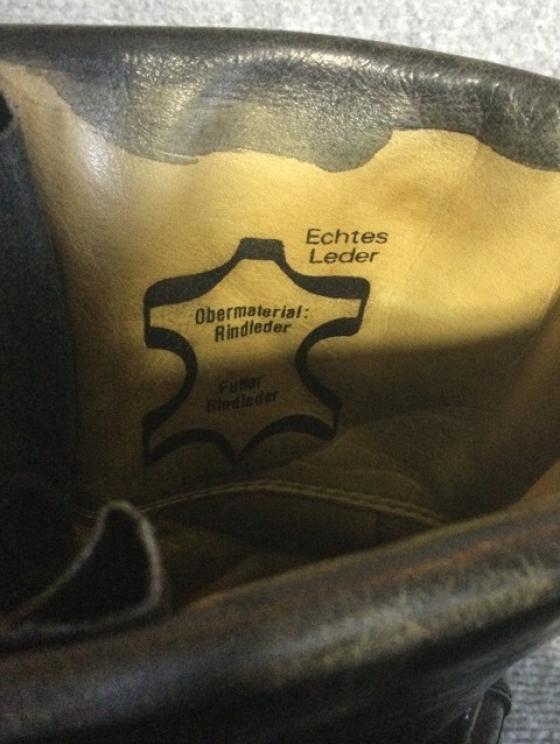 Echtes
Leder
Obermaterial:
Rindleder
Futter
Rindleder